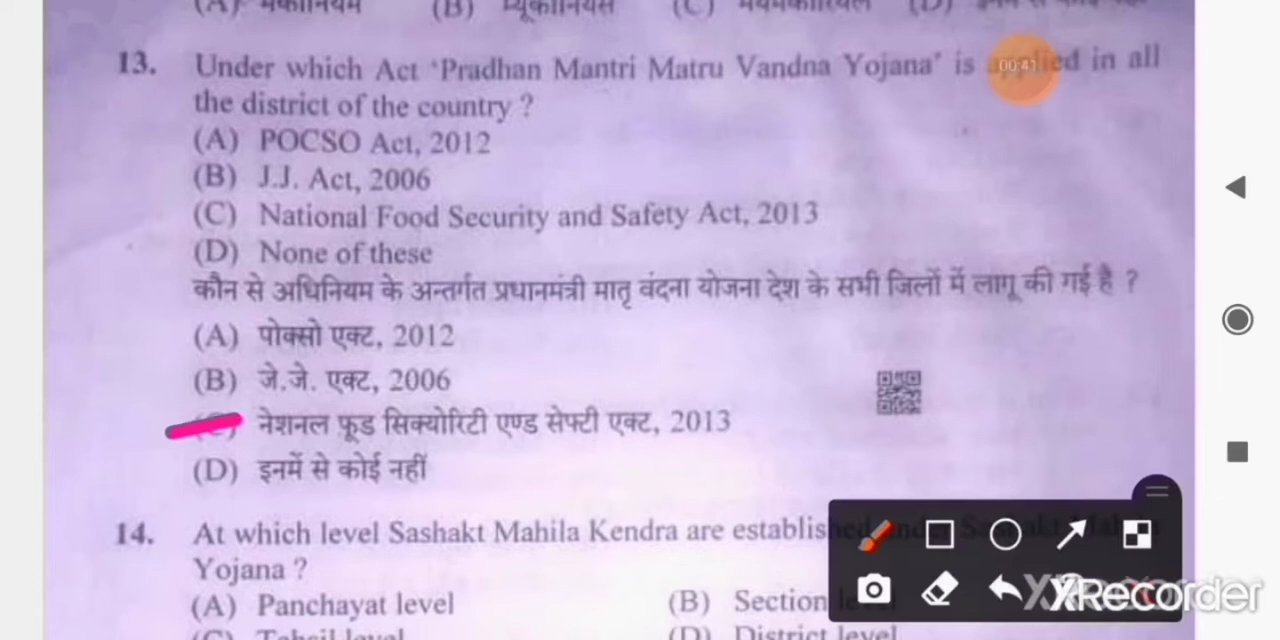 13. Under which Act ‘Pradhan Mantri Matru Vandna Yojana’ is applied in all
00:41
the district of the country ?
(A) POCSO Act, 2012
(B) J.J. Act, 2006
(C) National Food Security and Safety Act, 2013
(D) None of these
कौन से अधिनियम के अन्तर्गत प्रधानमंत्री मातृ वंदना योजना देश के सभी जिलों में लागू की गई है ?
(A) पोक्सो एक्ट, 2012
(B) जे.जे. एक्ट, 2006
(C) नेशनल फूड सिक्योरिटी एण्ड सेफ्टी एक्ट, 2013
(D) इनमें से कोई नहीं
14. At which level Sashakt Mahila Kendra are established under
Yojana ?
(A) Panchayat level (B) Section
XRecorder
(D) District level